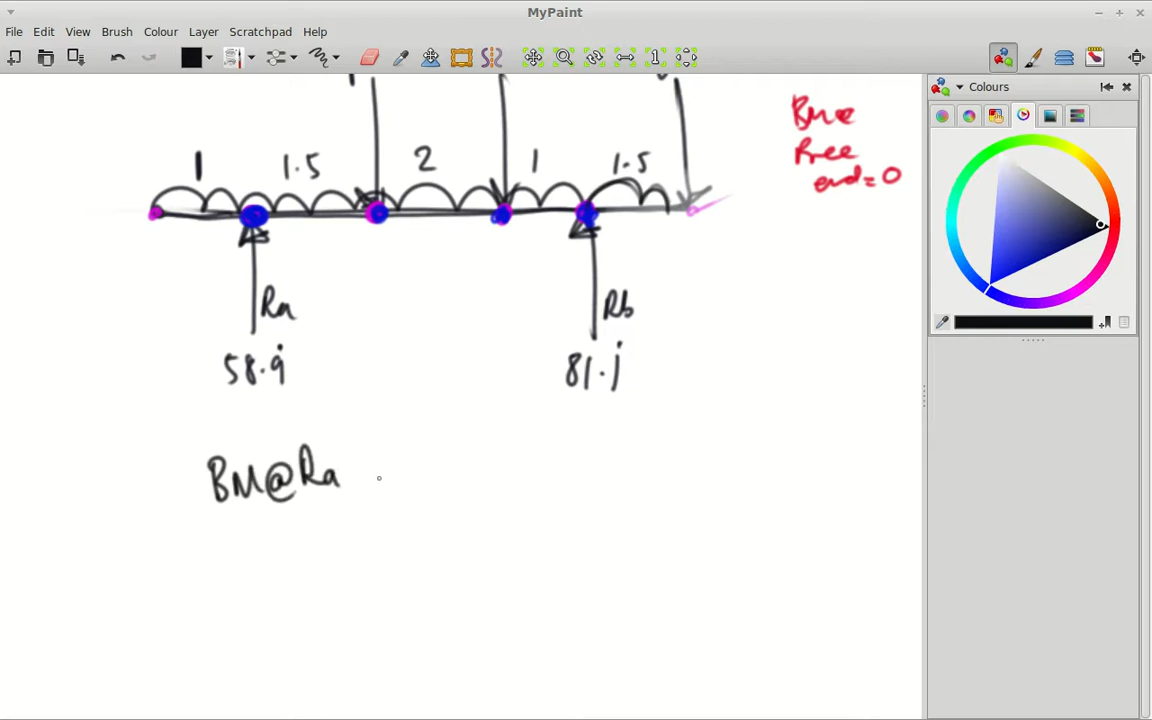 MyPaint
File Edit View Brush Colour Layer Scratchpad Help
Colours
BM @
Free
end = 0
1 1.5 2 1 1.5
Ra Rb
58.9 81.1
BM@Ra